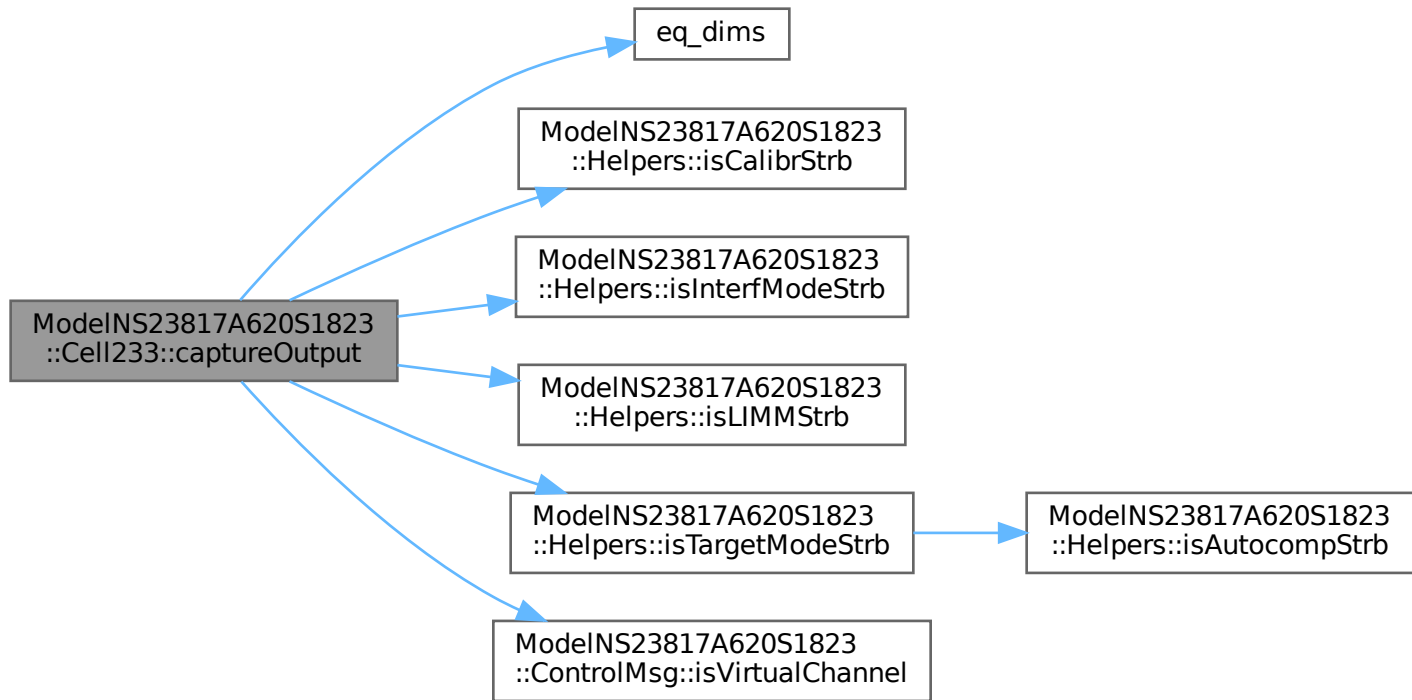 eq_dims
ModelNS23817A620S1823
::Helpers::isCalibrStrb
ModelNS23817A620S1823
::Helpers::isInterfModeStrb
ModelNS23817A620S1823
::Cell233::captureOutput
ModelNS23817A620S1823
::Helpers::isLIMMStrb
ModelNS23817A620S1823
::Helpers::isTargetModeStrb
ModelNS23817A620S1823
::Helpers::isAutocompStrb
ModelNS23817A620S1823
::ControlMsg::isVirtualChannel